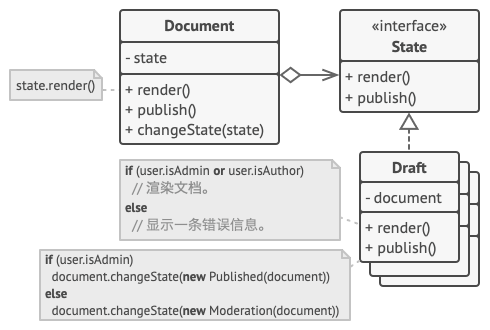 Document
- state
+ render()
+ publish()
+ changeState(state)
«interface»
State
+ render()
+ publish()
state.render()
Draft
- document
+ render()
+ publish()
if (user.isAdmin or user.isAuthor)
// 渲染文档。
else
// 显示一条错误信息。
if (user.isAdmin)
document.changeState(new Published(document))
else
document.changeState(new Moderation(document))